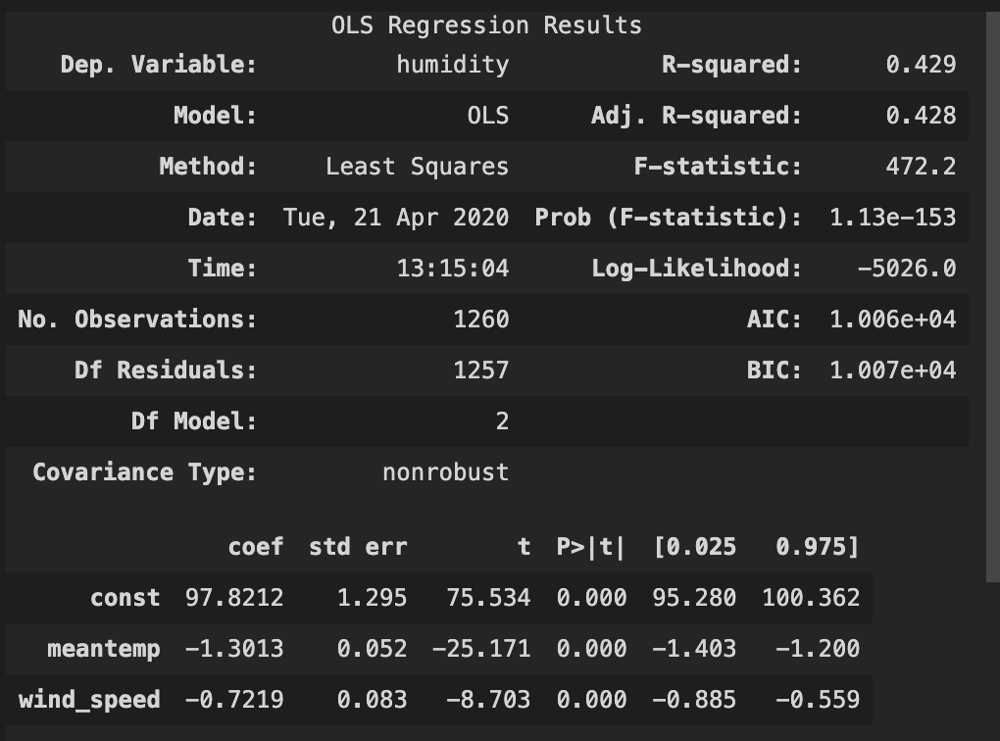 OLS Regression Results
Dep. Variable: humidity R-squared: 0.429
Model: OLS Adj. R-squared: 0.428
Method: Least Squares F-statistic: 472.2
Date: Tue, 21 Apr 2020 Prob (F-statistic): 1.13e-153
Time: 13:15:04 Log-Likelihood: -5026.0
No. Observations: 1260 AIC: 1.006e+04
Df Residuals: 1257 BIC: 1.007e+04
Df Model: 2
Covariance Type: nonrobust
coef std err t P>|t| [0.025 0.975]
const 97.8212 1.295 75.534 0.000 95.280 100.362
meantemp -1.3013 0.052 -25.171 0.000 -1.403 -1.200
wind_speed -0.7219 0.083 -8.703 0.000 -0.885 -0.559